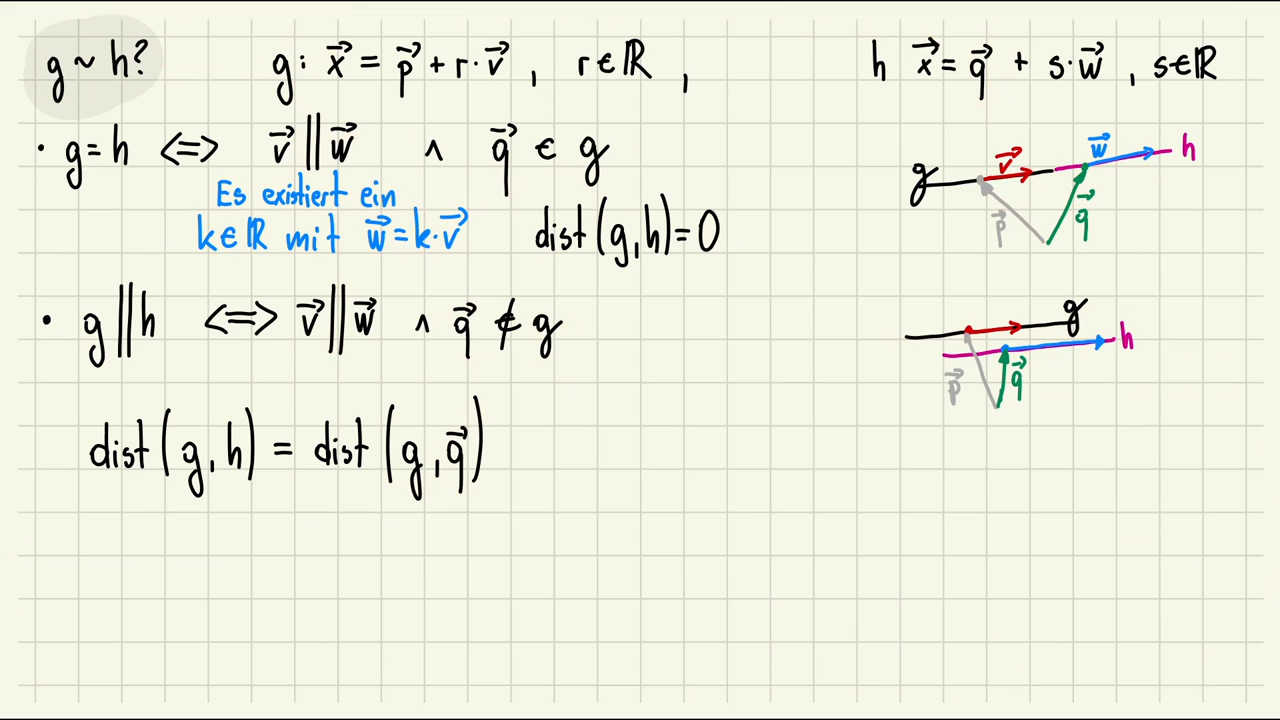 g ~ h? g: x⃗ = p⃗ + r·v⃗ , r∈ℝ , h x⃗ = q⃗ + s·w⃗ , s∈ℝ
· g = h ⇔ v⃗ ∥ w⃗ ∧ q⃗ ∈ g
Es existiert ein
k∈ℝ mit w⃗ = k·v⃗ dist(g,h) = 0
g v⃗ w⃗ h
p⃗ q⃗
· g ∥ h ⇔ v⃗ ∥ w⃗ ∧ q⃗ ∉ g
g h
p⃗ q⃗
dist(g,h) = dist(g,q⃗)